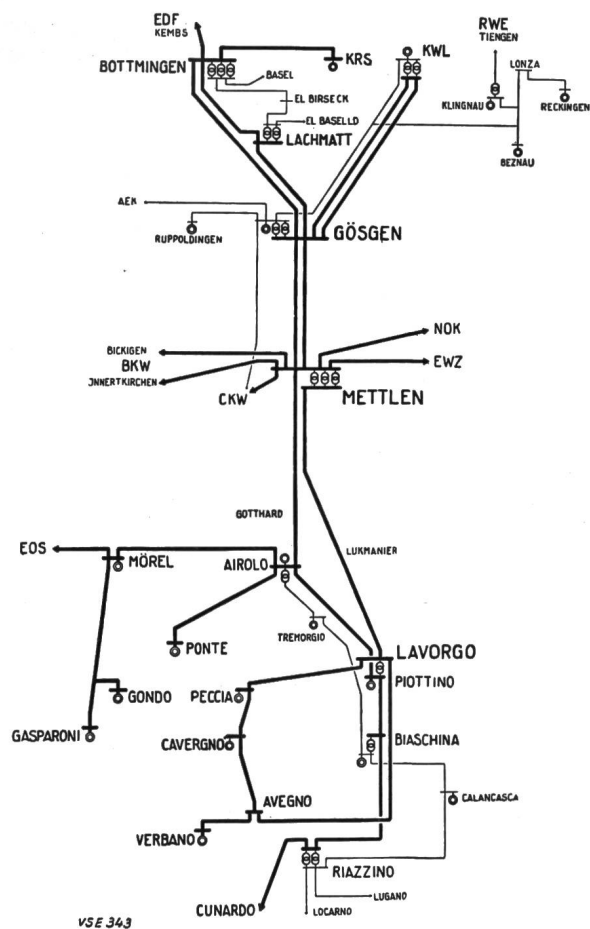 EDF
KEMBS
RWE
TIENGEN
KWL
KRS
LONZA
BOTTMINGEN
BASEL
KLINGNAU
RECKINGEN
EL BIRSECK
EL BASELLD
LACHMATT
BEZNAU
AEK
RUPPOLDINGEN
GÖSGEN
NOK
BICKIGEN
BKW
EWZ
JNNERTKIRCHEN
CKW
METTLEN
GOTTHARD
LUKMANIER
EOS
MÖREL
AIROLO
TREMORGIO
PONTE
LAVORGO
PIOTTINO
GONDO
PECCIA
GASPARONI
CAVERGNO
BIASCHINA
CALANCASCA
AVEGNO
VERBANO
RIAZZINO
LUGANO
CUNARDO
LOCARNO
VSE 343